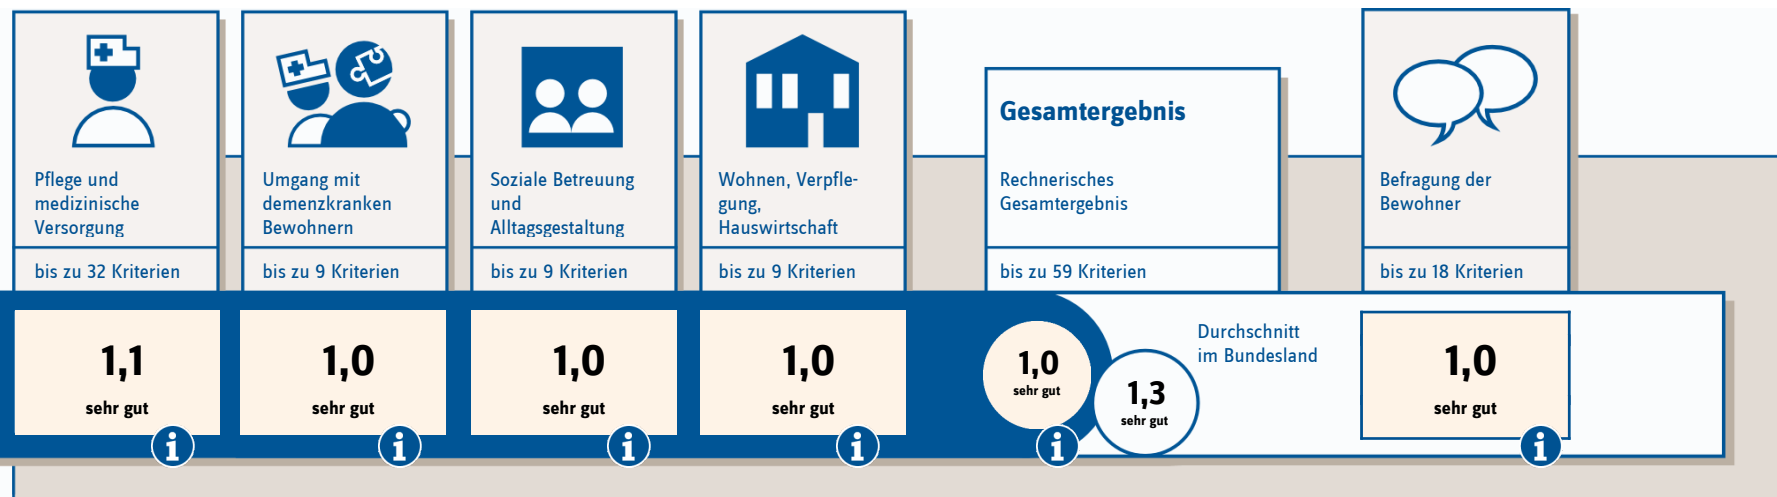 Pflege und
medizinische
Versorgung
bis zu 32 Kriterien
1,1
sehr gut
i
Umgang mit
demenzkranken
Bewohnern
bis zu 9 Kriterien
1,0
sehr gut
i
Soziale Betreuung
und
Alltagsgestaltung
bis zu 9 Kriterien
1,0
sehr gut
i
Wohnen, Verpfle-
gung,
Hauswirtschaft
bis zu 9 Kriterien
1,0
sehr gut
i
Gesamtergebnis
Rechnerisches
Gesamtergebnis
bis zu 59 Kriterien
1,0
sehr gut
i
1,3
sehr gut
Durchschnitt
im Bundesland
Befragung der
Bewohner
bis zu 18 Kriterien
1,0
sehr gut
i